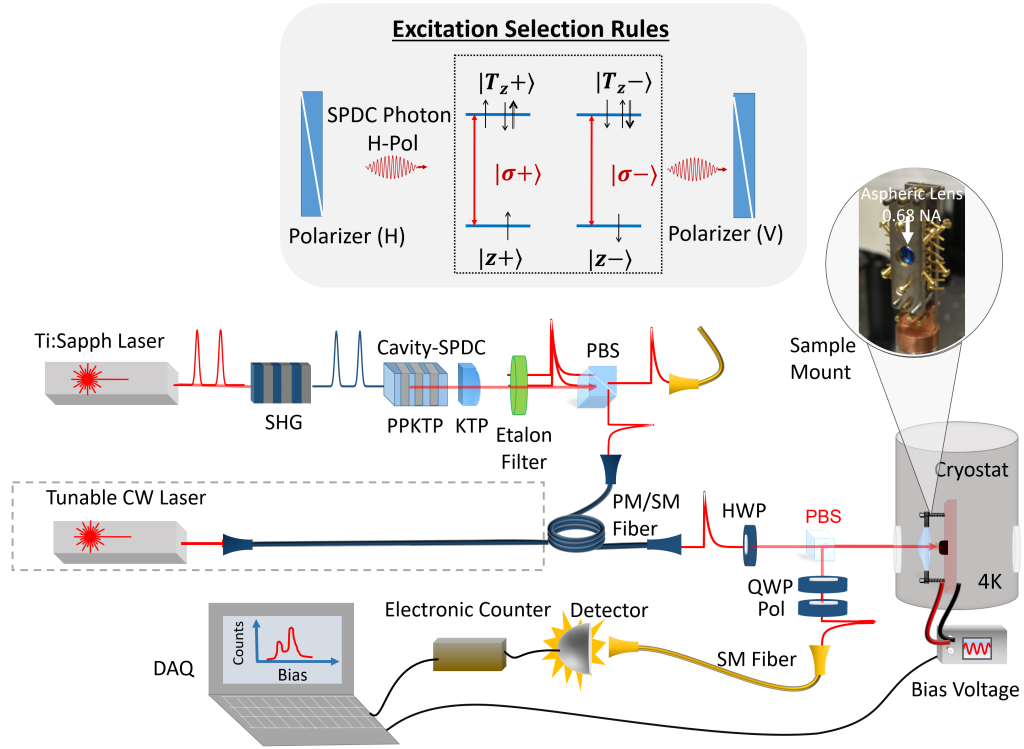 Excitation Selection Rules
|T_z+⟩
|T_z−⟩
SPDC Photon
H-Pol
|σ+⟩
|σ−⟩
Polarizer (H)
|z+⟩
|z−⟩
Polarizer (V)
Aspheric Lens
0.68 NA
Ti:Sapph Laser
Cavity-SPDC
PBS
Sample
Mount
SHG
PPKTP
KTP
Etalon
Filter
Cryostat
Tunable CW Laser
PM/SM
Fiber
HWP
PBS
4K
QWP
Pol
Electronic Counter
Detector
Counts
Bias
DAQ
SM Fiber
Bias Voltage